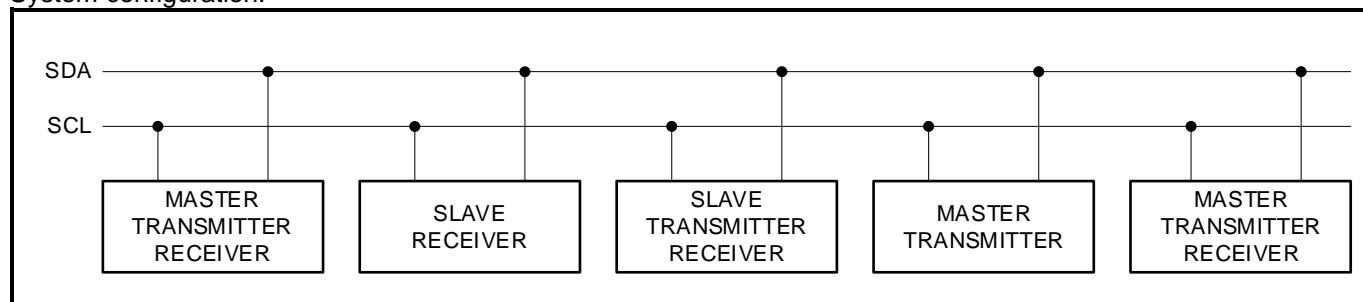 System configuration:
SDA
SCL
MASTER
TRANSMITTER
RECEIVER
SLAVE
RECEIVER
SLAVE
TRANSMITTER
RECEIVER
MASTER
TRANSMITTER
MASTER
TRANSMITTER
RECEIVER